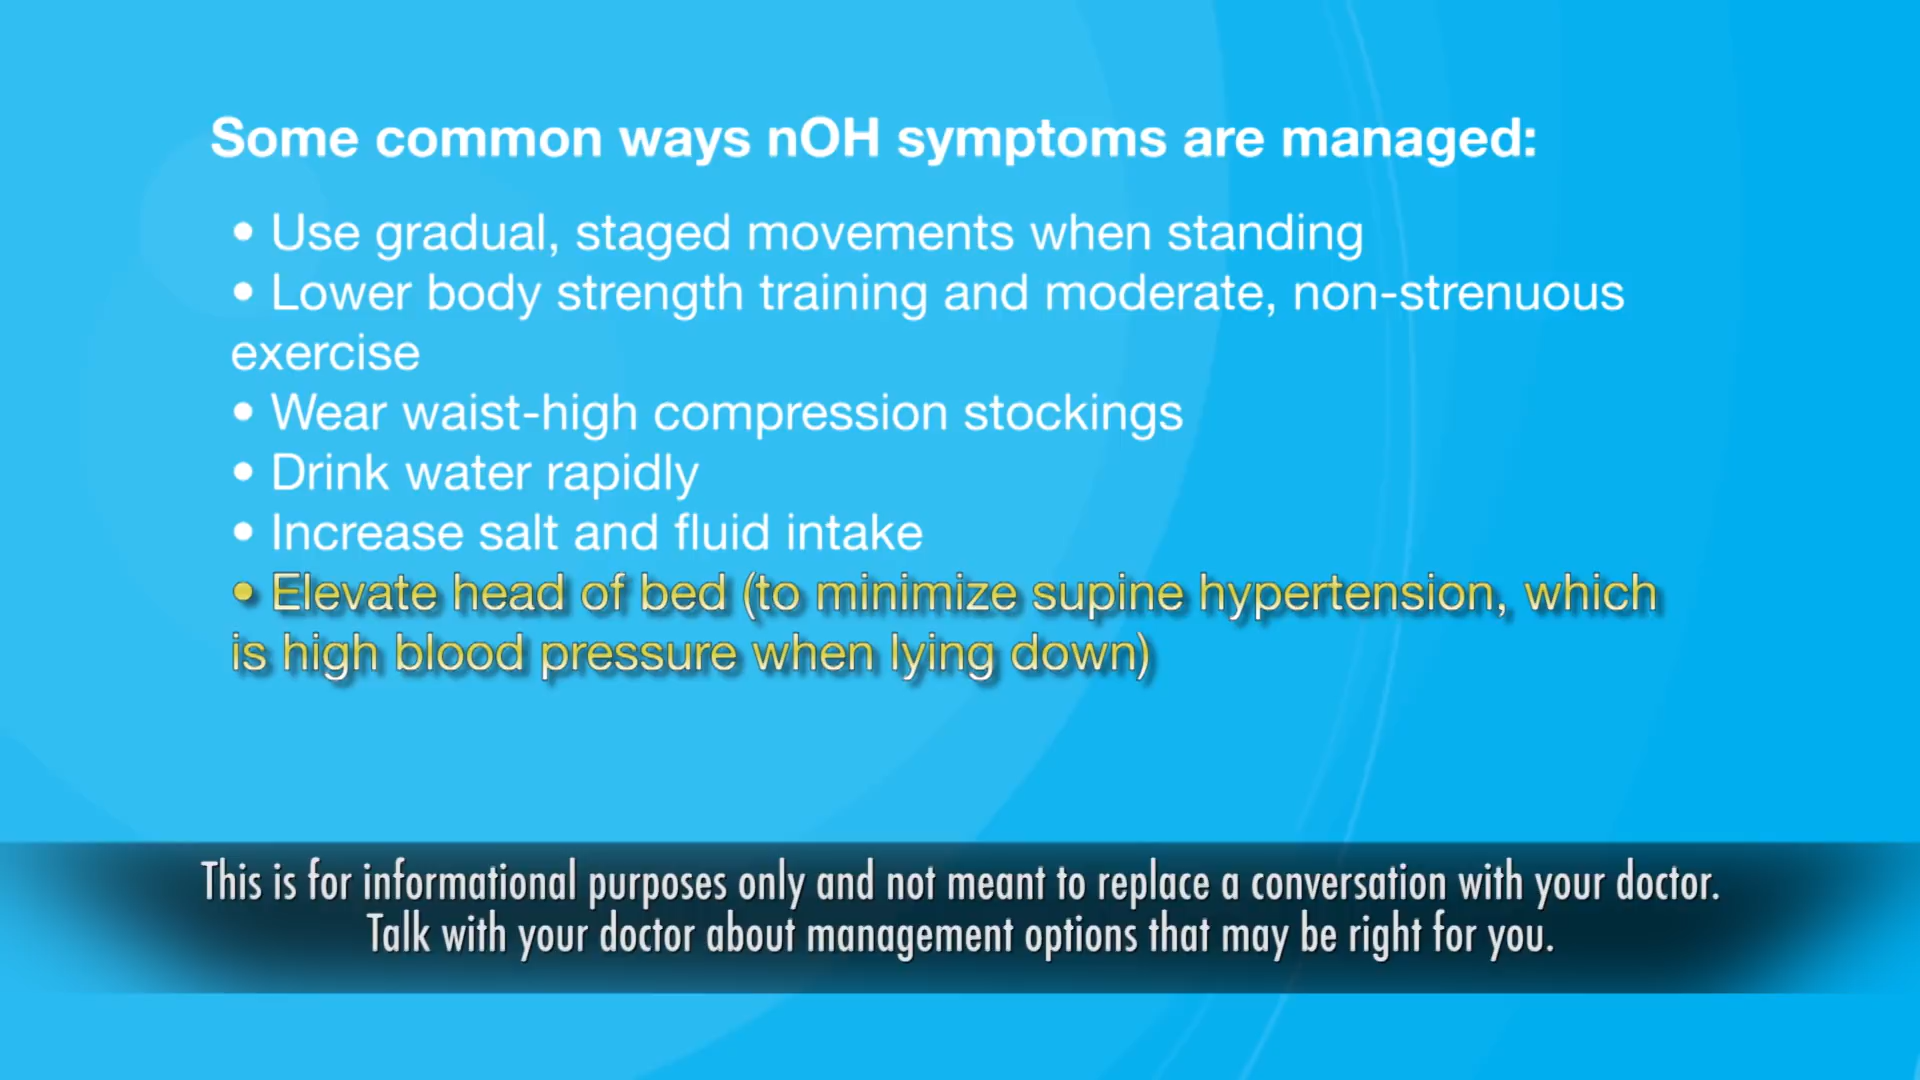 Some common ways nOH symptoms are managed:
• Use gradual, staged movements when standing
• Lower body strength training and moderate, non-strenuous
exercise
• Wear waist-high compression stockings
• Drink water rapidly
• Increase salt and fluid intake
• Elevate head of bed (to minimize supine hypertension, which
is high blood pressure when lying down)
This is for informational purposes only and not meant to replace a conversation with your doctor.
Talk with your doctor about management options that may be right for you.